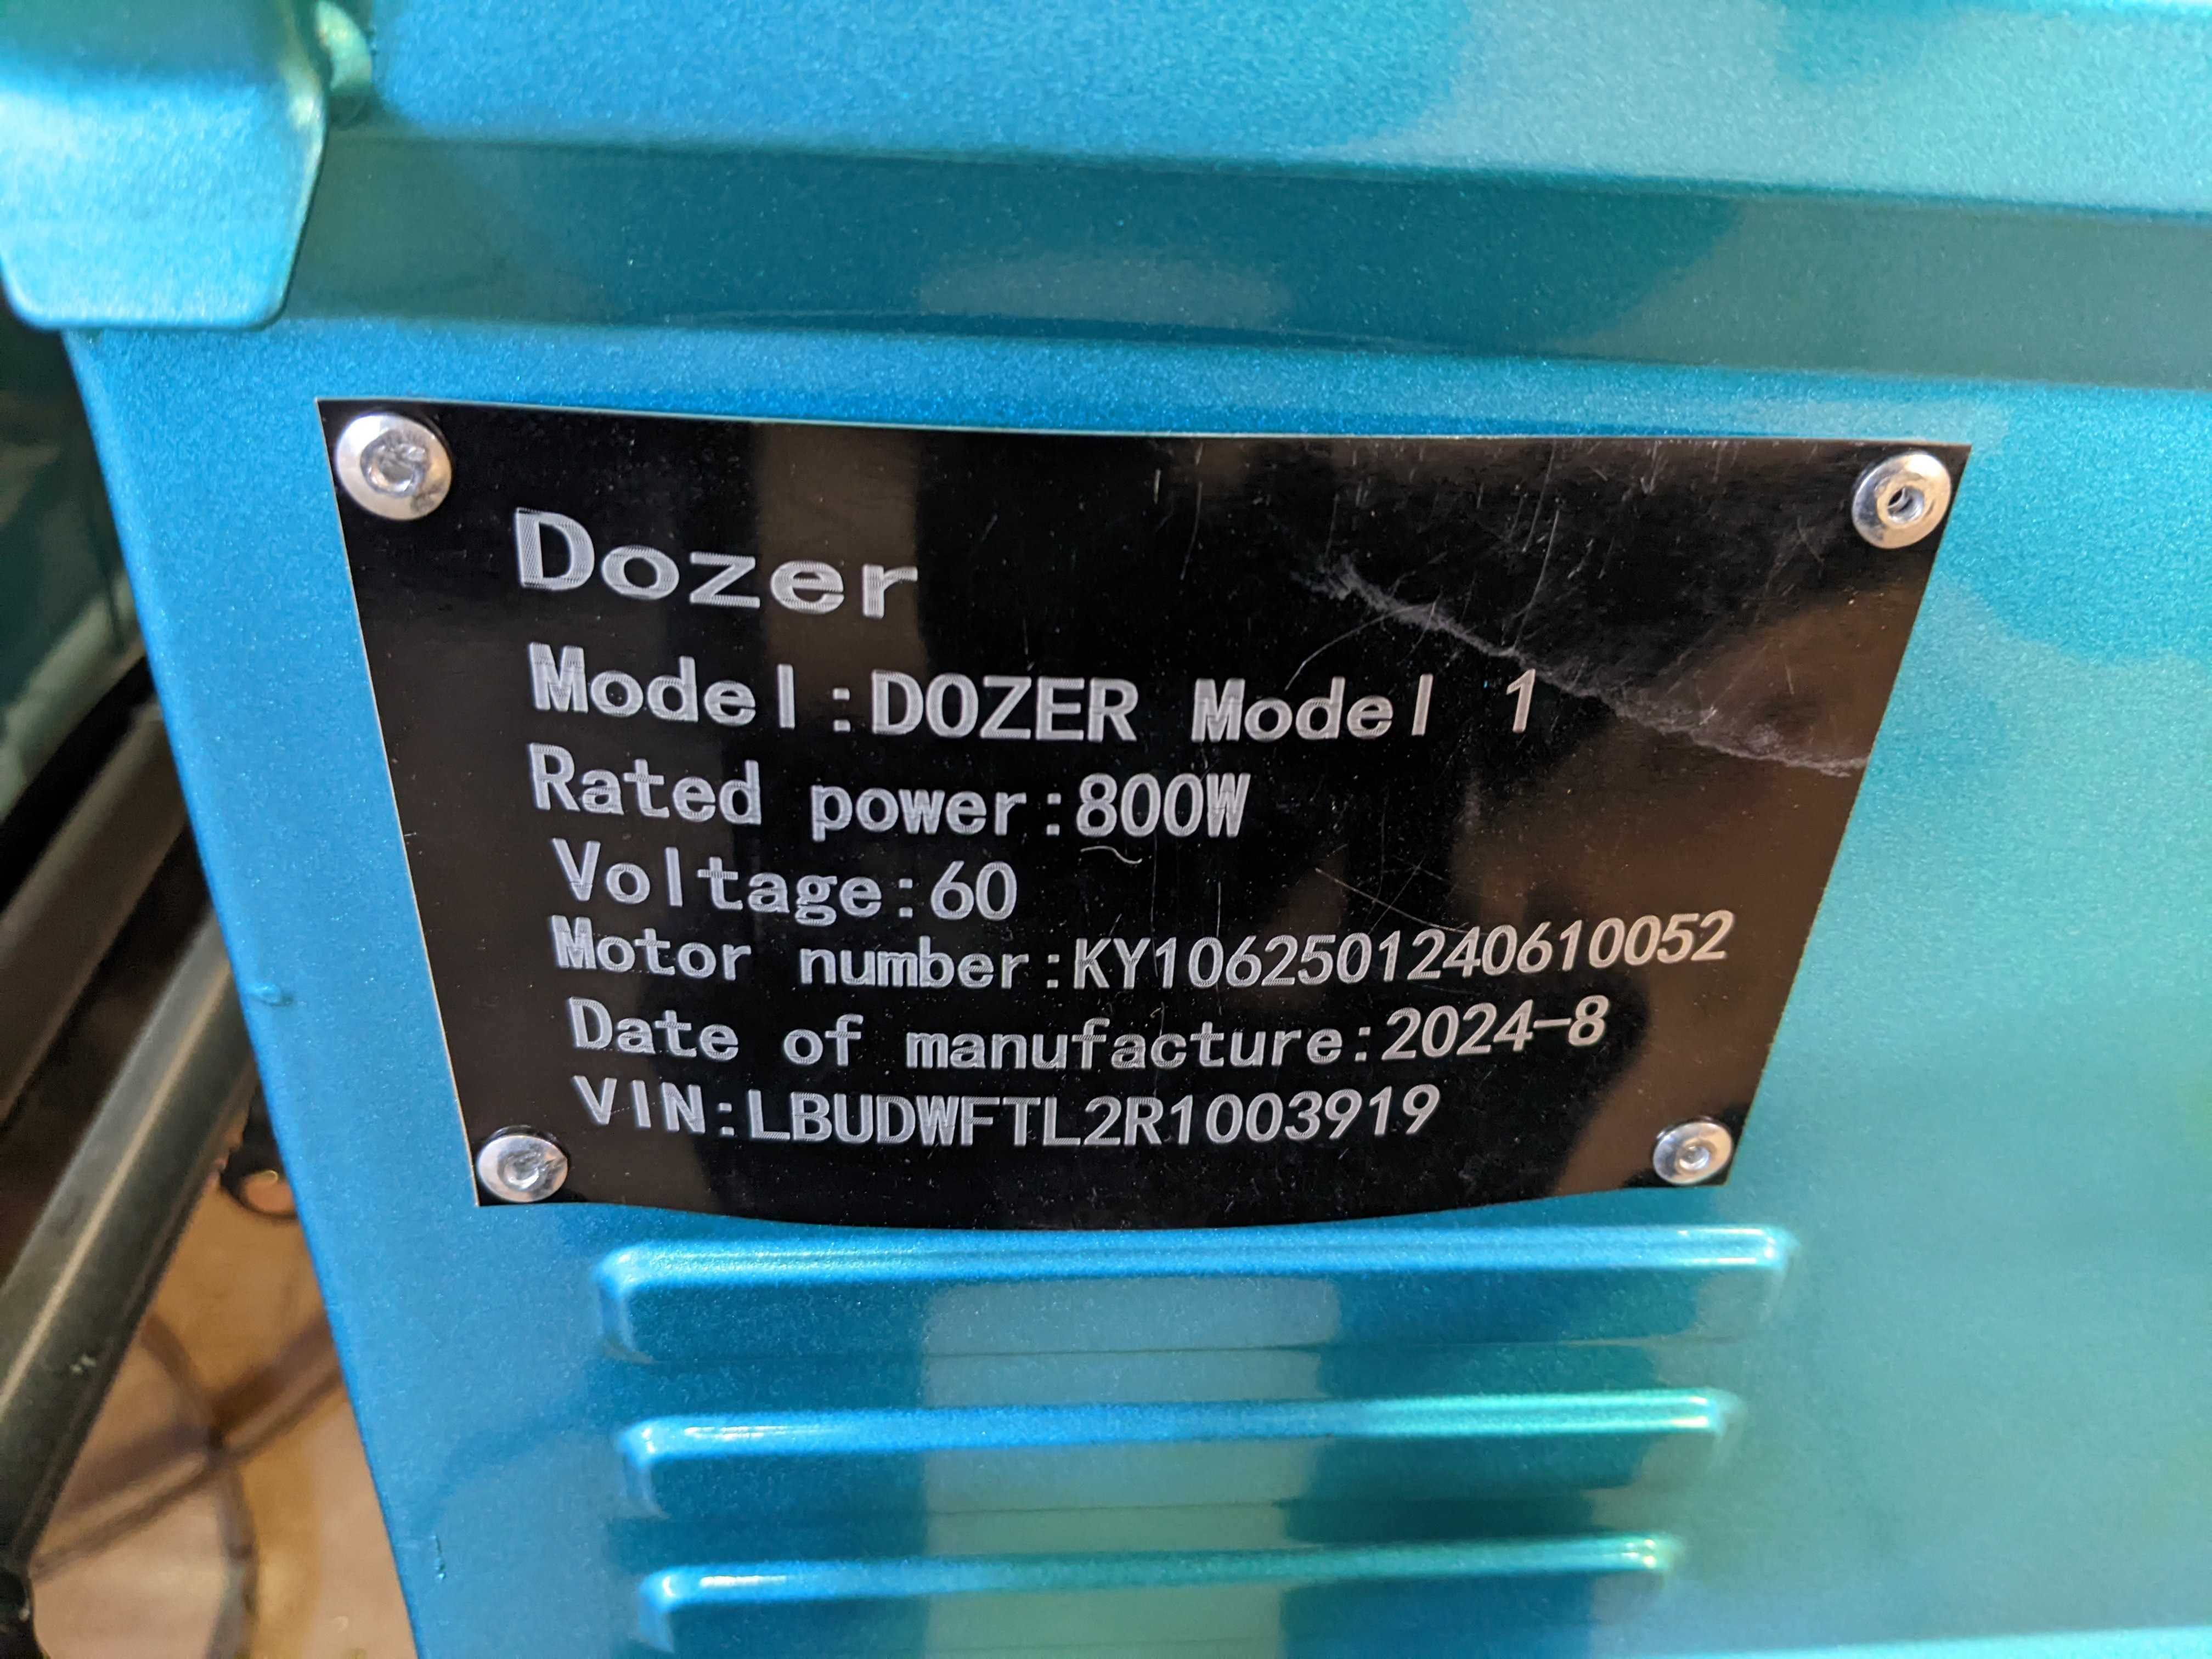 Dozer
Model:DOZER Model 1
Rated power:800W
Voltage:60
Motor number:KY1062501240610052
Date of manufacture:2024-8
VIN:LBUDWFTL2R1003919